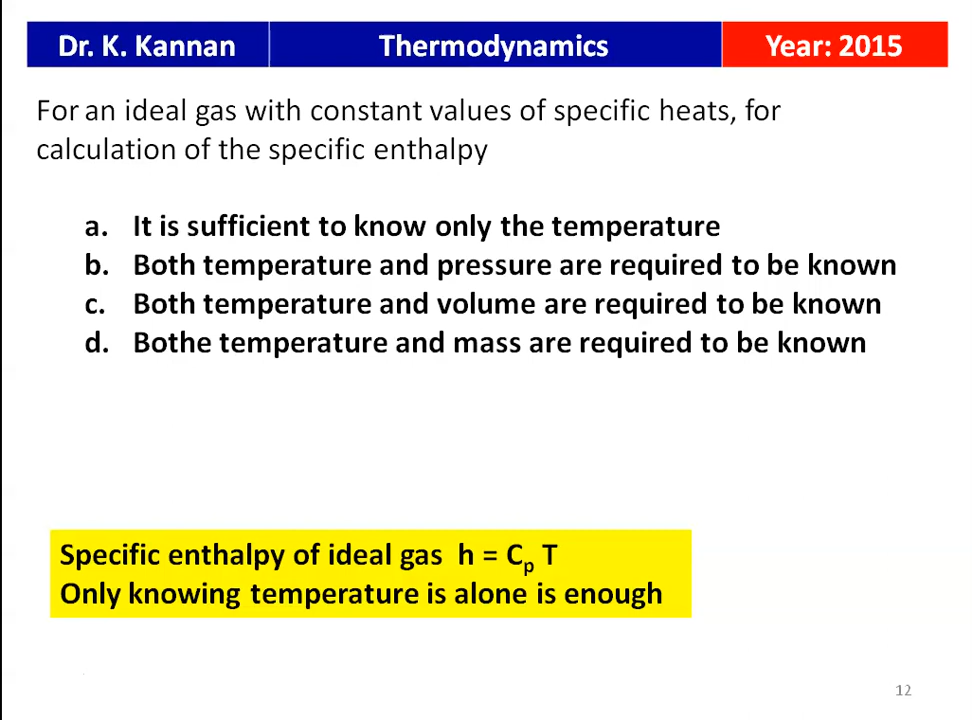 Dr. K. Kannan Thermodynamics Year: 2015
For an ideal gas with constant values of specific heats, for
calculation of the specific enthalpy
a. It is sufficient to know only the temperature
b. Both temperature and pressure are required to be known
c. Both temperature and volume are required to be known
d. Bothe temperature and mass are required to be known
Specific enthalpy of ideal gas h = Cp T
Only knowing temperature is alone is enough
12